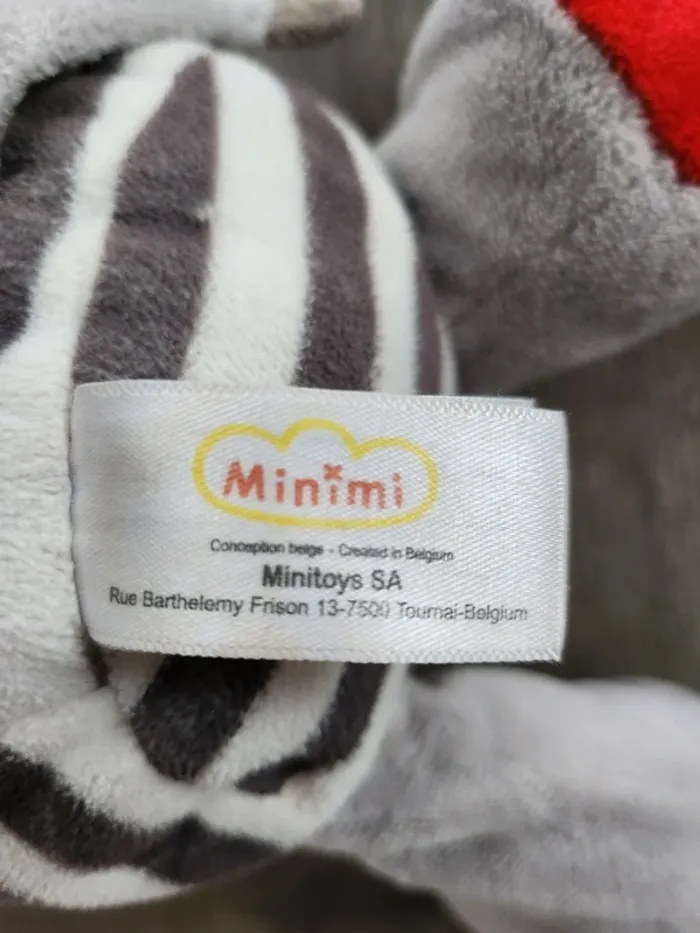 Minimi
Conception belge - Created in Belgium
Minitoys SA
Rue Barthelemy Frison 13-7500 Tournai-Belgium